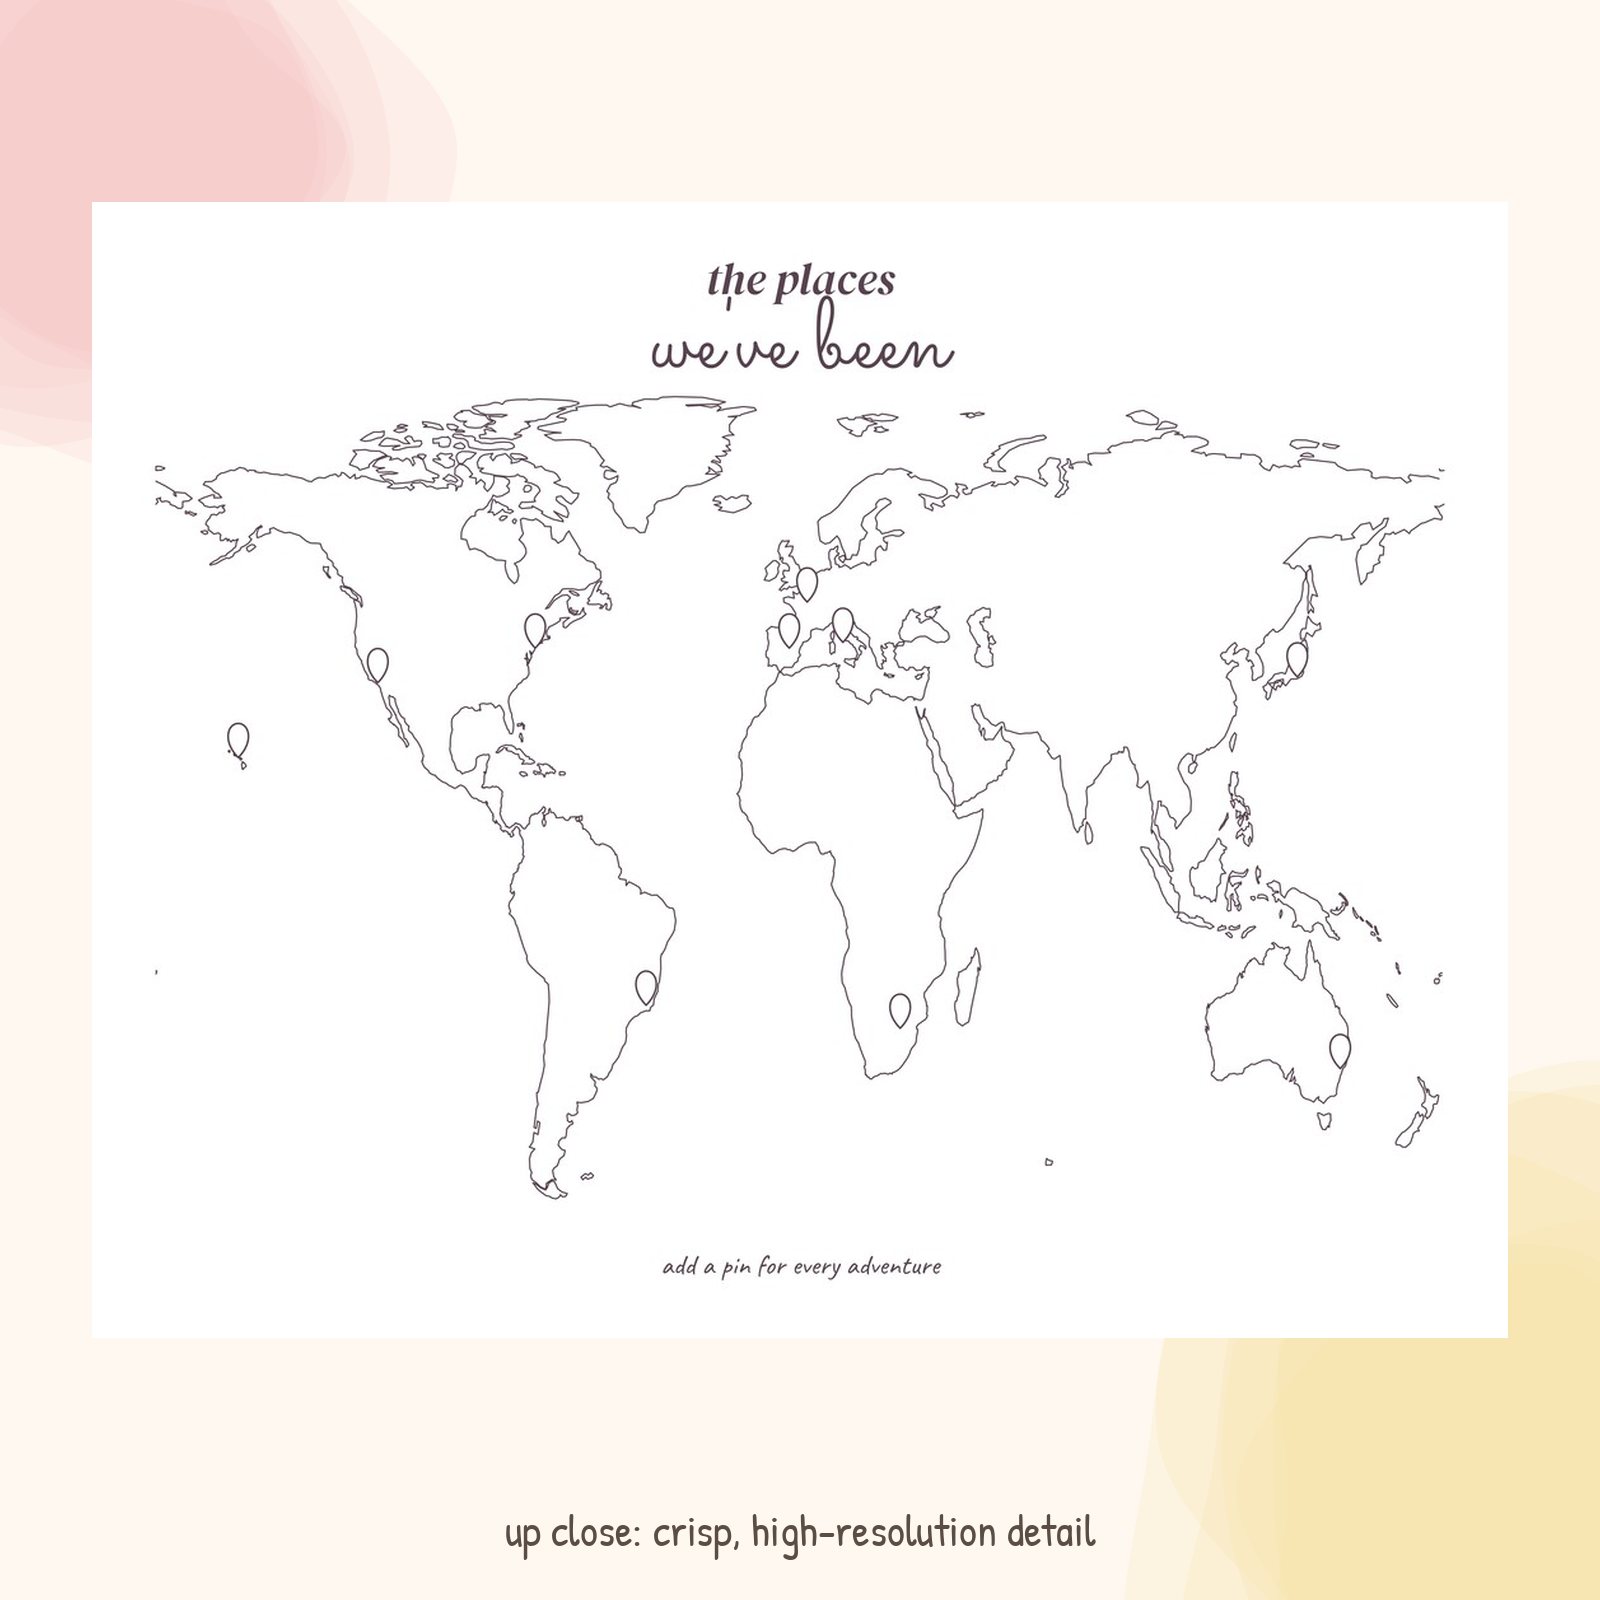 the places
we've been
add a pin for every adventure
up close: crisp, high-resolution detail